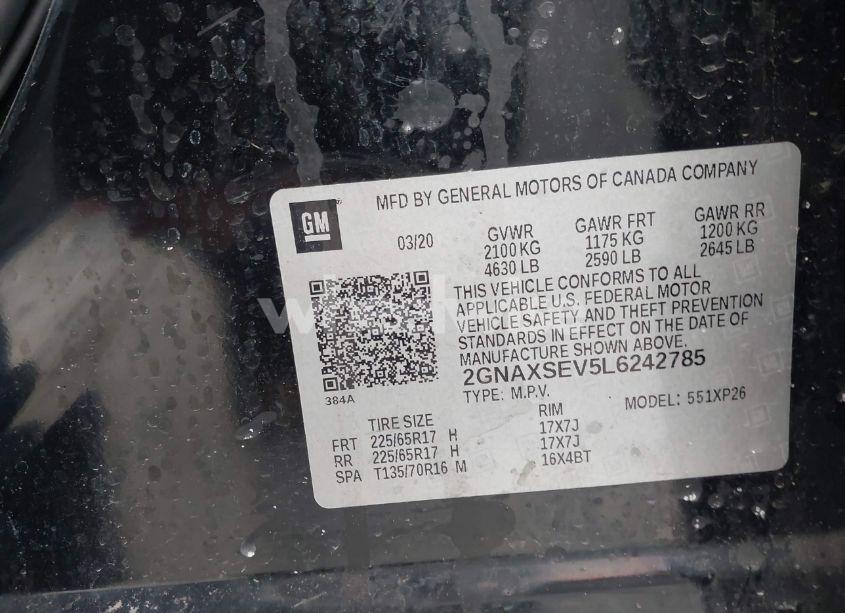 MFD BY GENERAL MOTORS OF CANADA COMPANY
GM
03/20
GVWR
2100 KG
4630 LB
GAWR FRT
1175 KG
2590 LB
GAWR RR
1200 KG
2645 LB
THIS VEHICLE CONFORMS TO ALL
APPLICABLE U.S. FEDERAL MOTOR
VEHICLE SAFETY AND THEFT PREVENTION
STANDARDS IN EFFECT ON THE DATE OF
MANUFACTURE SHOWN ABOVE.
2GNAXSEV5L6242785
TYPE: M.P.V.
MODEL: 551XP26
384A
TIRE SIZE RIM
FRT 225/65R17 H 17X7J
RR 225/65R17 H 17X7J
SPA T135/70R16 M 16X4BT